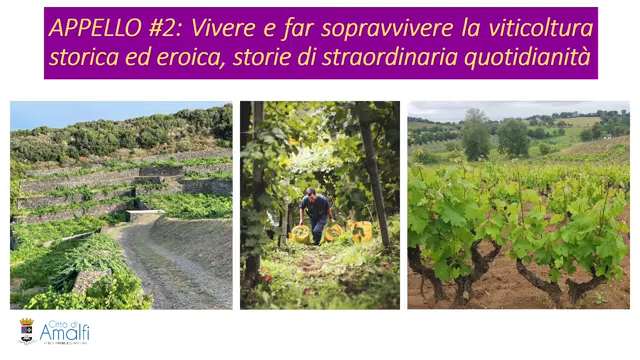 APPELLO #2: Vivere e far sopravvivere la viticoltura
storica ed eroica, storie di straordinaria quotidianità
Città di
Amalfi